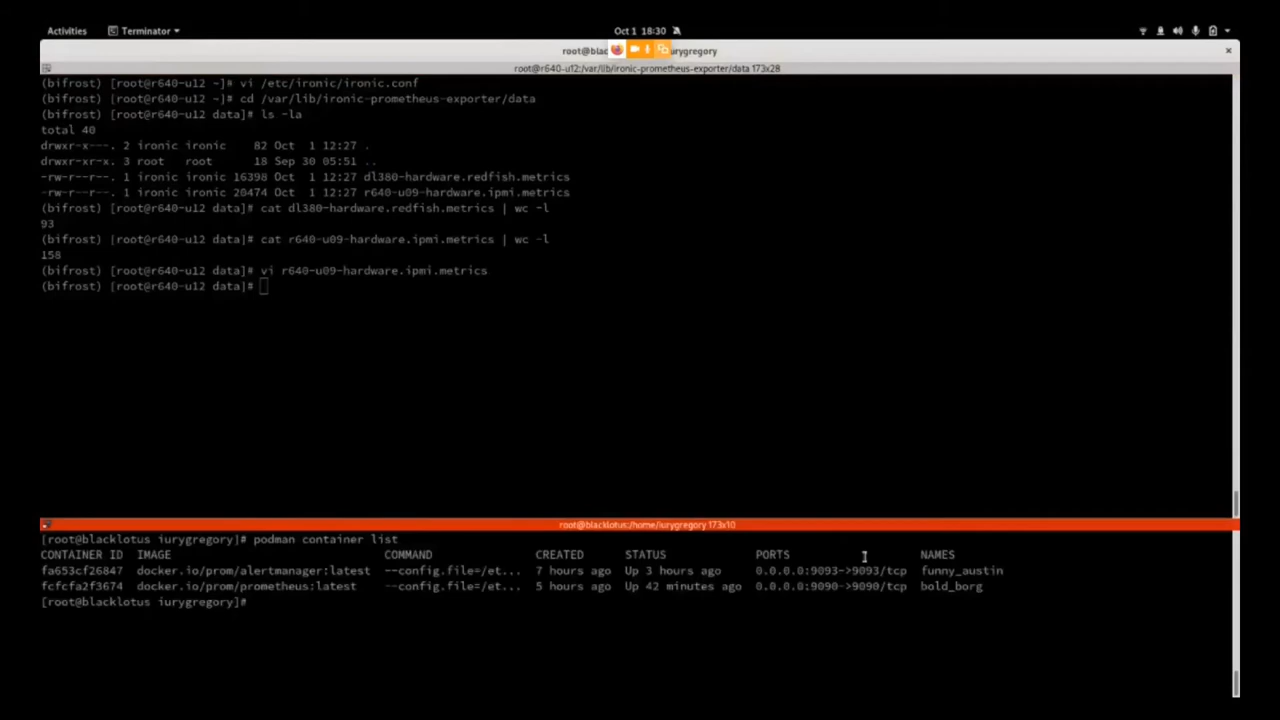 Activities Terminator Oct 1 18:30
root@blac urygregory
root@r640-u12:/var/lib/ironic-prometheus-exporter/data 173x28
(bifrost) [root@r640-u12 ~]# vi /etc/ironic/ironic.conf
(bifrost) [root@r640-u12 ~]# cd /var/lib/ironic-prometheus-exporter/data
(bifrost) [root@r640-u12 data]# ls -la
total 40
drwxr-x---. 2 ironic ironic    82 Oct  1 12:27 .
drwxr-xr-x. 3 root   root      18 Sep 30 05:51 ..
-rw-r--r--. 1 ironic ironic 16398 Oct  1 12:27 dl380-hardware.redfish.metrics
-rw-r--r--. 1 ironic ironic 20474 Oct  1 12:27 r640-u09-hardware.ipmi.metrics
(bifrost) [root@r640-u12 data]# cat dl380-hardware.redfish.metrics | wc -l
93
(bifrost) [root@r640-u12 data]# cat r640-u09-hardware.ipmi.metrics | wc -l
158
(bifrost) [root@r640-u12 data]# vi r640-u09-hardware.ipmi.metrics
(bifrost) [root@r640-u12 data]#
root@blacklotus:/home/iurygregory 173x10
[root@blacklotus iurygregory]# podman container list
CONTAINER ID  IMAGE                              COMMAND               CREATED      STATUS            PORTS                   NAMES
fa653cf26847  docker.io/prom/alertmanager:latest  --config.file=/et...  7 hours ago  Up 3 hours ago    0.0.0.0:9093->9093/tcp  funny_austin
fcfcfa2f3674  docker.io/prom/prometheus:latest    --config.file=/et...  5 hours ago  Up 42 minutes ago  0.0.0.0:9090->9090/tcp  bold_borg
[root@blacklotus iurygregory]#